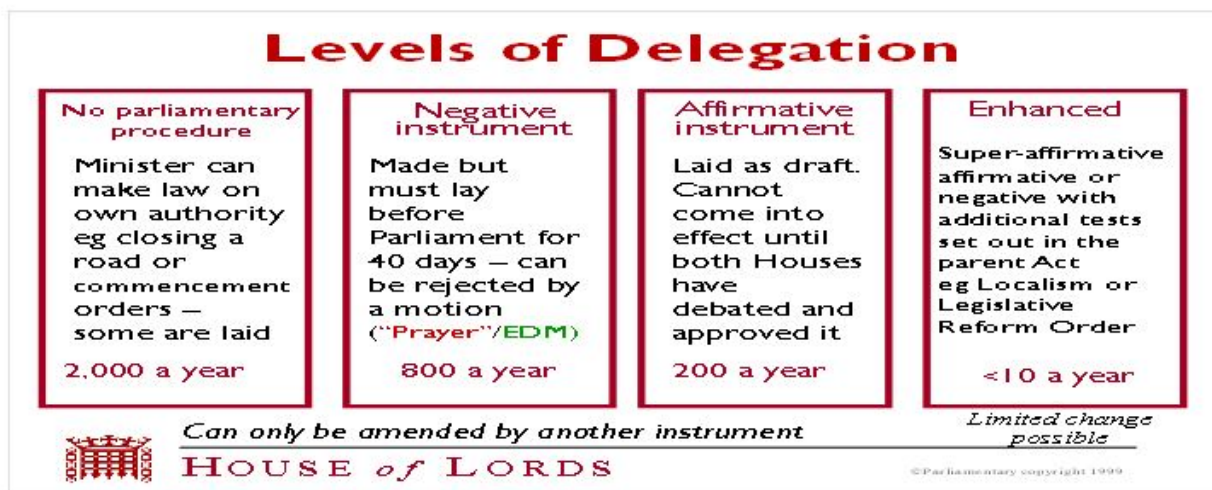 Levels of Delegation
No parliamentary
procedure
Minister can
make law on
own authority
eg closing a
road or
commencement
orders –
some are laid
2,000 a year
Negative
instrument
Made but
must lay
before
Parliament for
40 days – can
be rejected by
a motion
("Prayer"/EDM)
800 a year
Affirmative
instrument
Laid as draft.
Cannot
come into
effect until
both Houses
have
debated and
approved it
200 a year
Enhanced
Super-affirmative
affirmative or
negative with
additional tests
set out in the
parent Act
eg Localism or
Legislative
Reform Order
<10 a year
Can only be amended by another instrument
Limited change
possible
HOUSE of LORDS
©Parliamentary copyright 1999